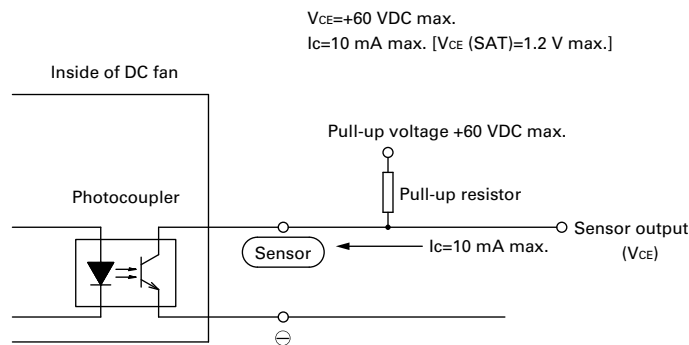 VCE=+60 VDC max.
Ic=10 mA max. [VCE (SAT)=1.2 V max.]
Inside of DC fan
Pull-up voltage +60 VDC max.
Photocoupler
Pull-up resistor
Sensor
Ic=10 mA max.
Sensor output
(VCE)
⊖